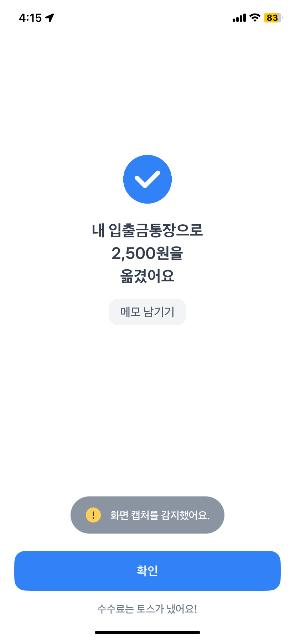 4:15
83
내 입출금통장으로
2,500원을
옮겼어요
메모 남기기
! 화면 캡처를 감지했어요.
확인
수수료는 토스가 냈어요!